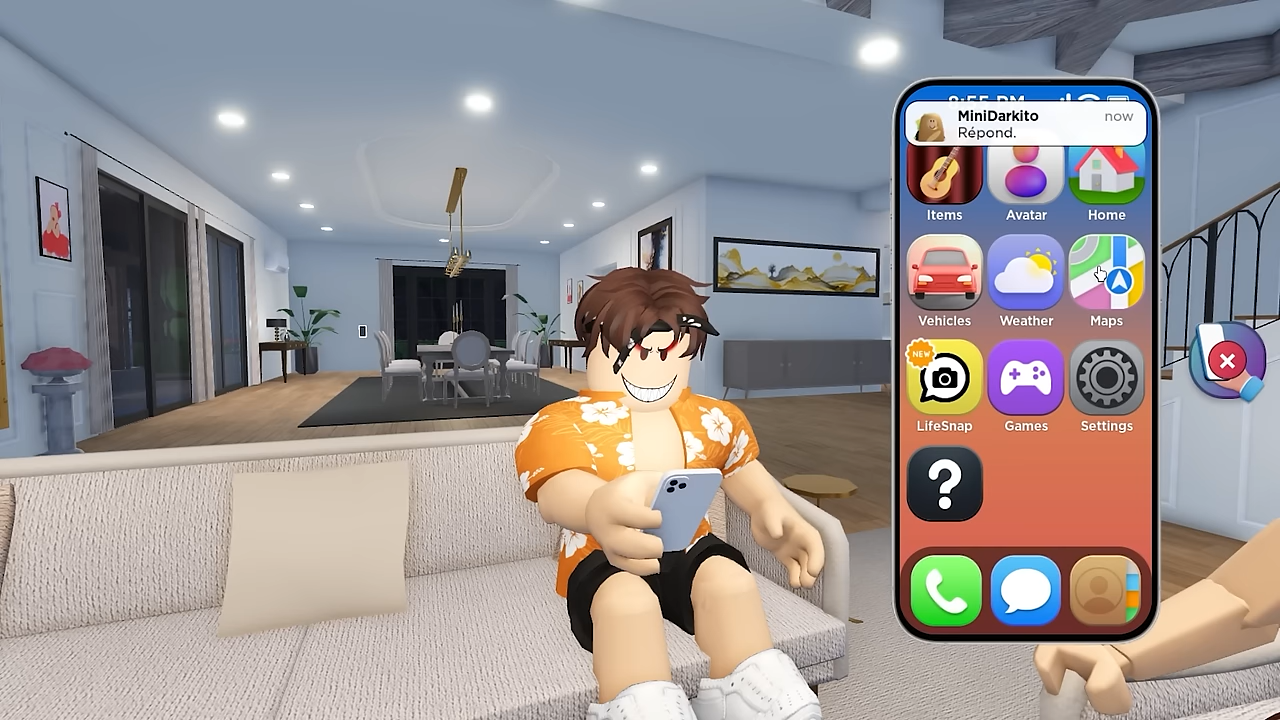 MiniDarkito
now
Répond.
Items
Avatar
Home
Vehicles
Weather
Maps
NEW
LifeSnap
Games
Settings
?